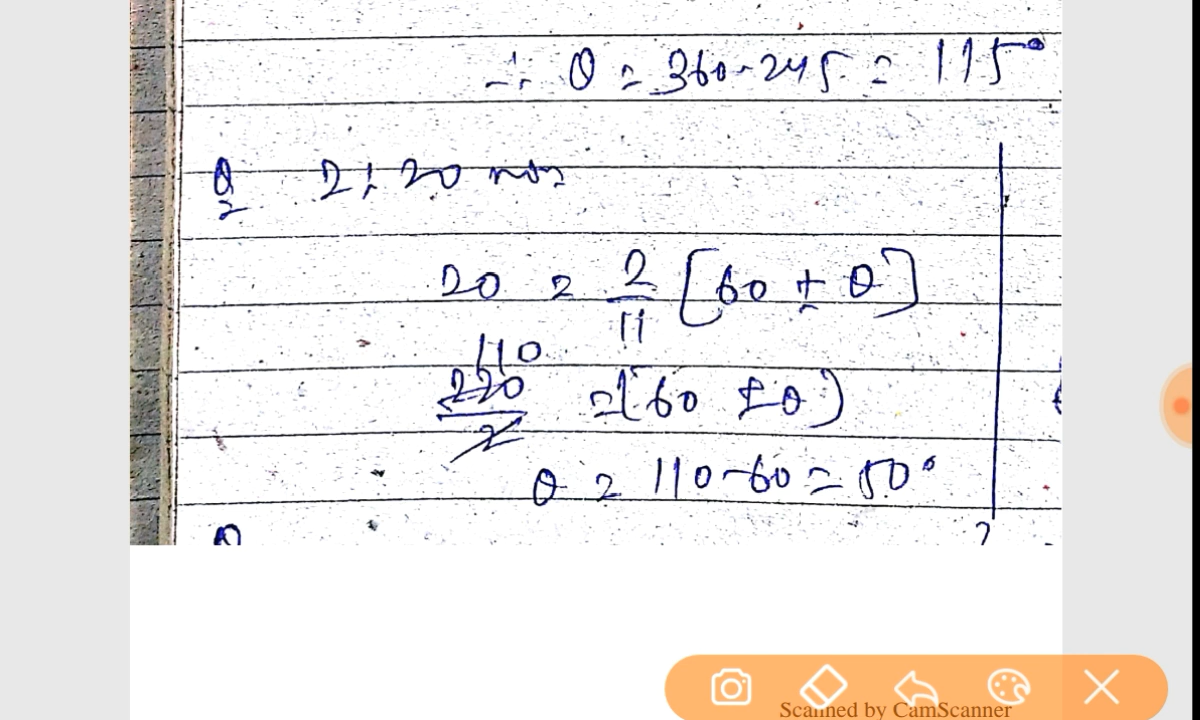 ∴ θ = 360 - 245 = 115°
Q 2 : 20 min
20 = 2/11 [60 ± θ]
110
220/2 = (60 ± θ)
θ = 110 - 60 = 50°
Q
Scanned by CamScanner